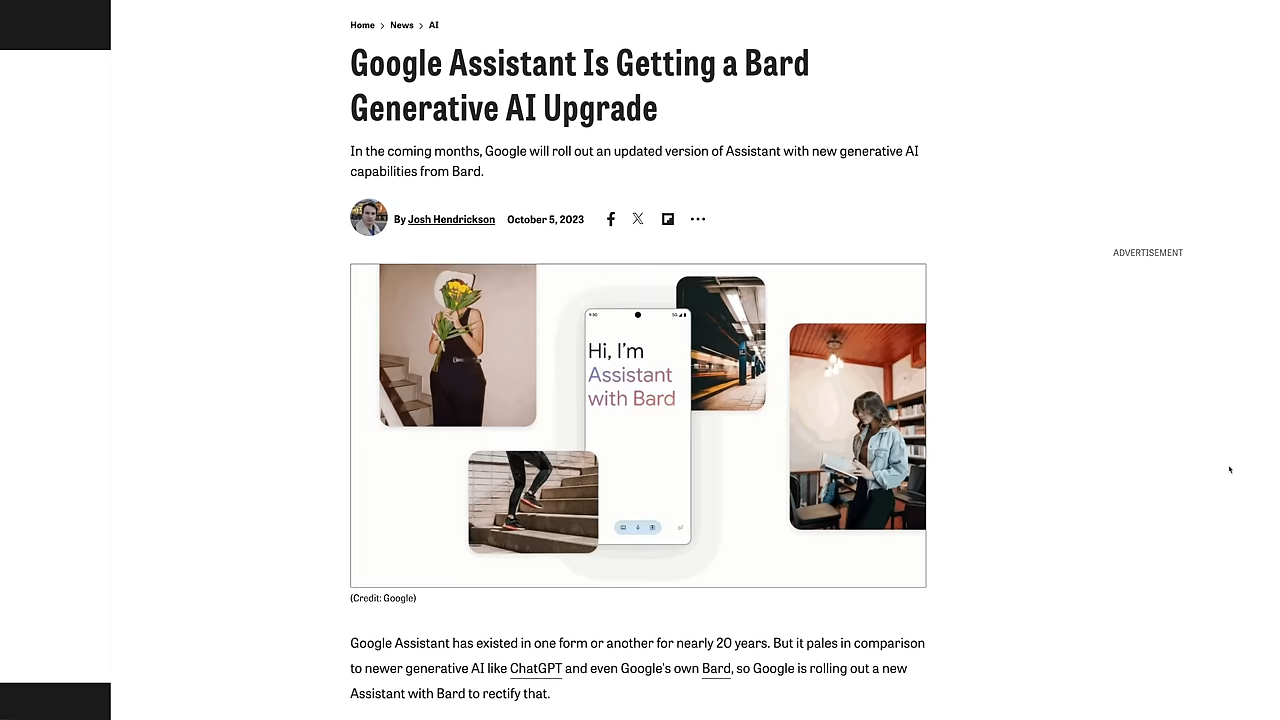 Home > News > AI
Google Assistant Is Getting a Bard
Generative AI Upgrade
In the coming months, Google will roll out an updated version of Assistant with new generative AI
capabilities from Bard.
By Josh Hendrickson October 5, 2023
ADVERTISEMENT
9:30 5G
Hi, I'm
Assistant
with Bard
(Credit: Google)
Google Assistant has existed in one form or another for nearly 20 years. But it pales in comparison
to newer generative AI like ChatGPT and even Google's own Bard, so Google is rolling out a new
Assistant with Bard to rectify that.